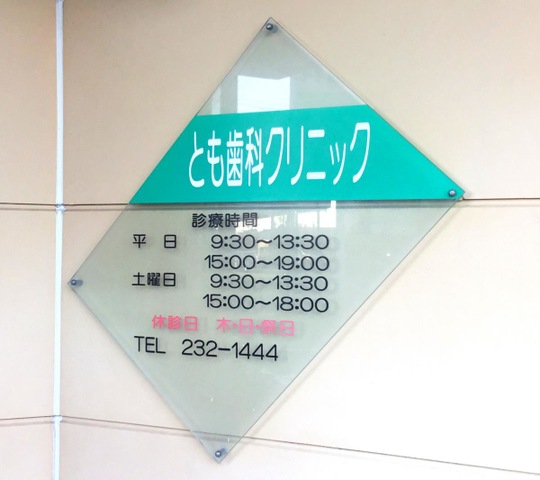 とも歯科クリニック
診療時間
平 日 9:30～13:30
15:00～19:00
土曜日 9:30～13:30
15:00～18:00
休診日 木・日・祭日
TEL 232-1444